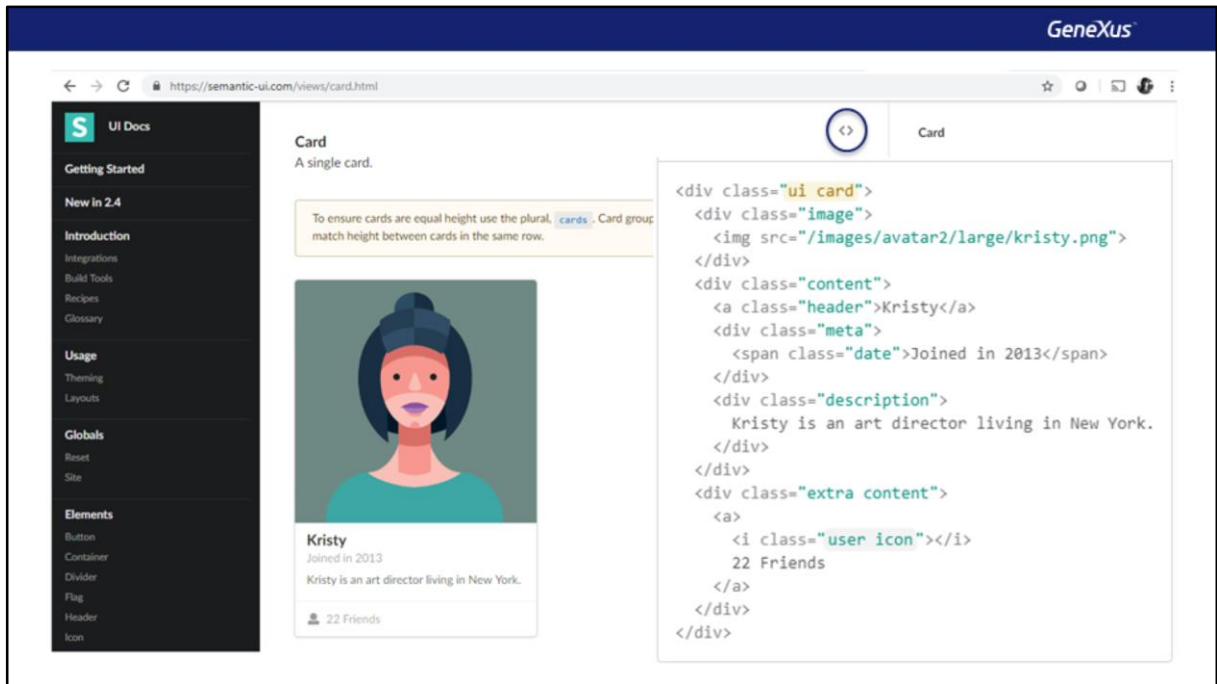 GeneXus™
https://semantic-ui.com/views/card.html
S UI Docs
Getting Started
New in 2.4
Introduction
Integrations
Build Tools
Recipes
Glossary
Usage
Theming
Layouts
Globals
Reset
Site
Elements
Button
Container
Divider
Flag
Header
Icon
Card
A single card.
To ensure cards are equal height use the plural, cards . Card group
match height between cards in the same row.
Kristy
Joined in 2013
Kristy is an art director living in New York.
22 Friends
<>
Card
<div class="ui card">
  <div class="image">
    <img src="/images/avatar2/large/kristy.png">
  </div>
  <div class="content">
    <a class="header">Kristy</a>
    <div class="meta">
      <span class="date">Joined in 2013</span>
    </div>
    <div class="description">
      Kristy is an art director living in New York.
    </div>
  </div>
  <div class="extra content">
    <a>
      <i class="user icon"></i>
      22 Friends
    </a>
  </div>
</div>